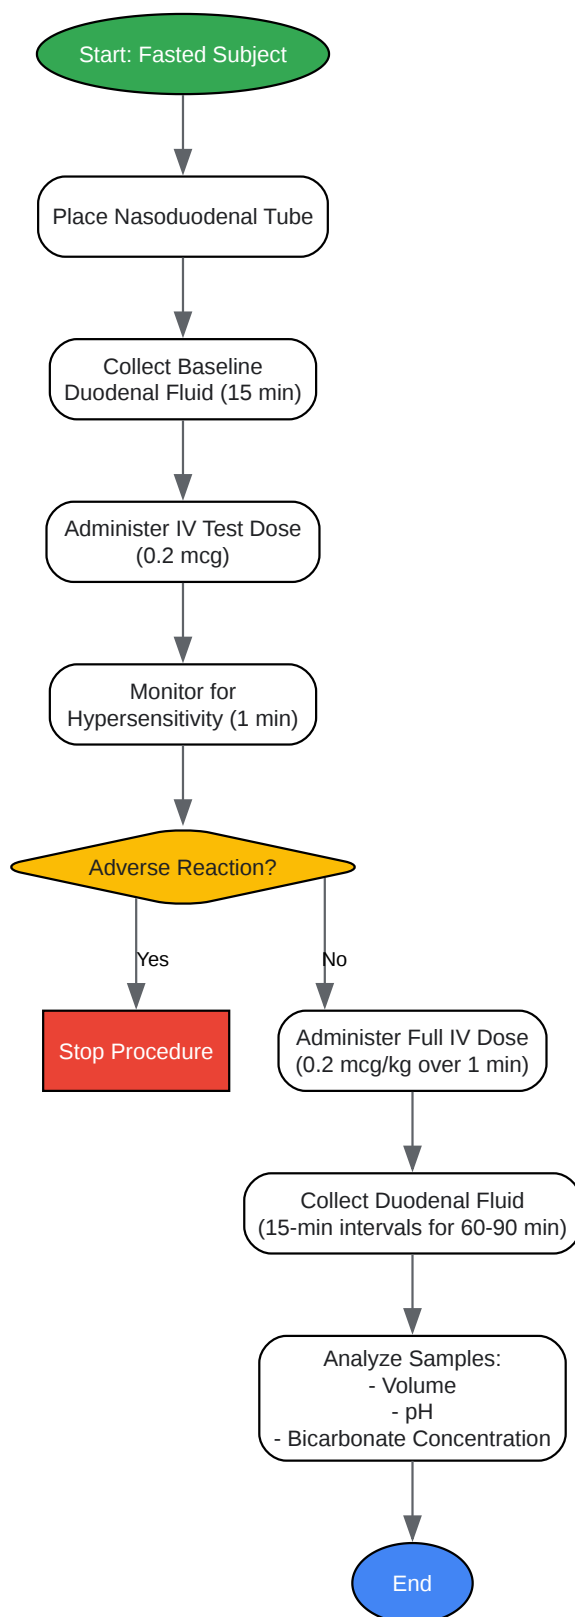 Start: Fasted Subject
Place Nasoduodenal Tube
Collect Baseline
Duodenal Fluid (15 min)
Administer IV Test Dose
(0.2 mcg)
Monitor for
Hypersensitivity (1 min)
Adverse Reaction?
Yes
No
Stop Procedure
Administer Full IV Dose
(0.2 mcg/kg over 1 min)
Collect Duodenal Fluid
(15-min intervals for 60-90 min)
Analyze Samples:
- Volume
- pH
- Bicarbonate Concentration
End